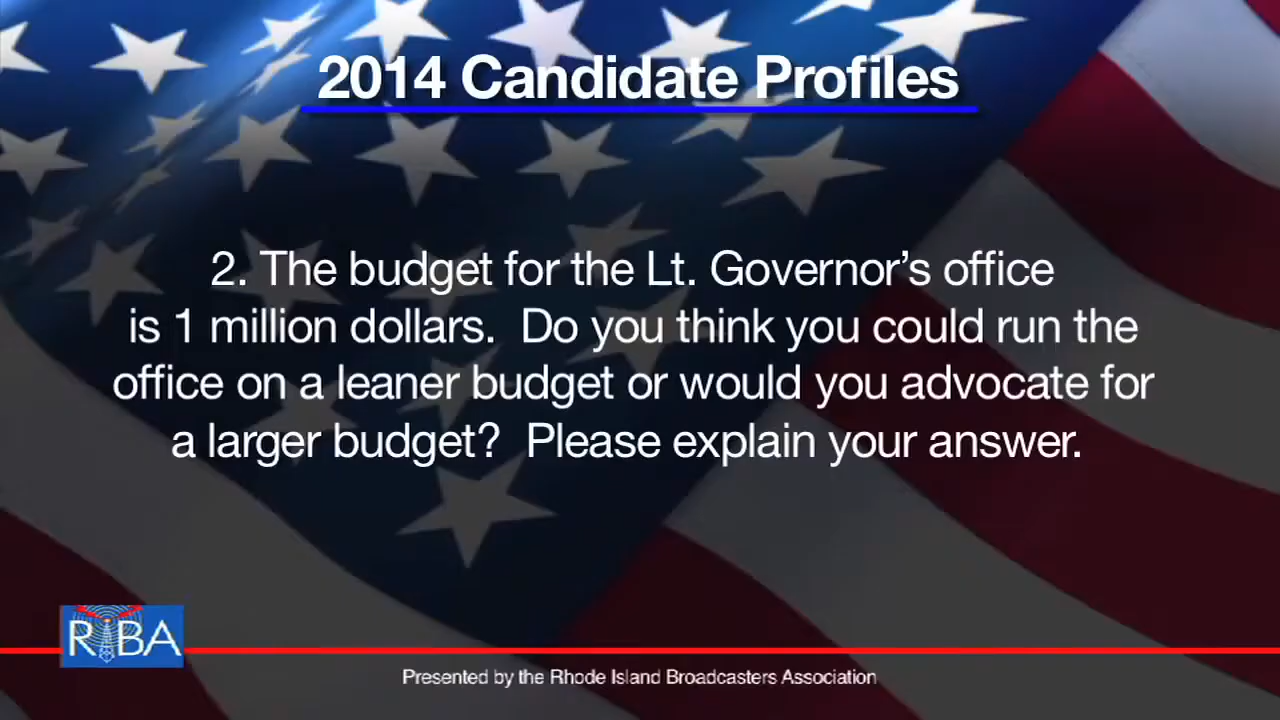 2014 Candidate Profiles
2. The budget for the Lt. Governor’s office
is 1 million dollars.  Do you think you could run the
office on a leaner budget or would you advocate for
a larger budget?  Please explain your answer.
RIBA
Presented by the Rhode Island Broadcasters Association